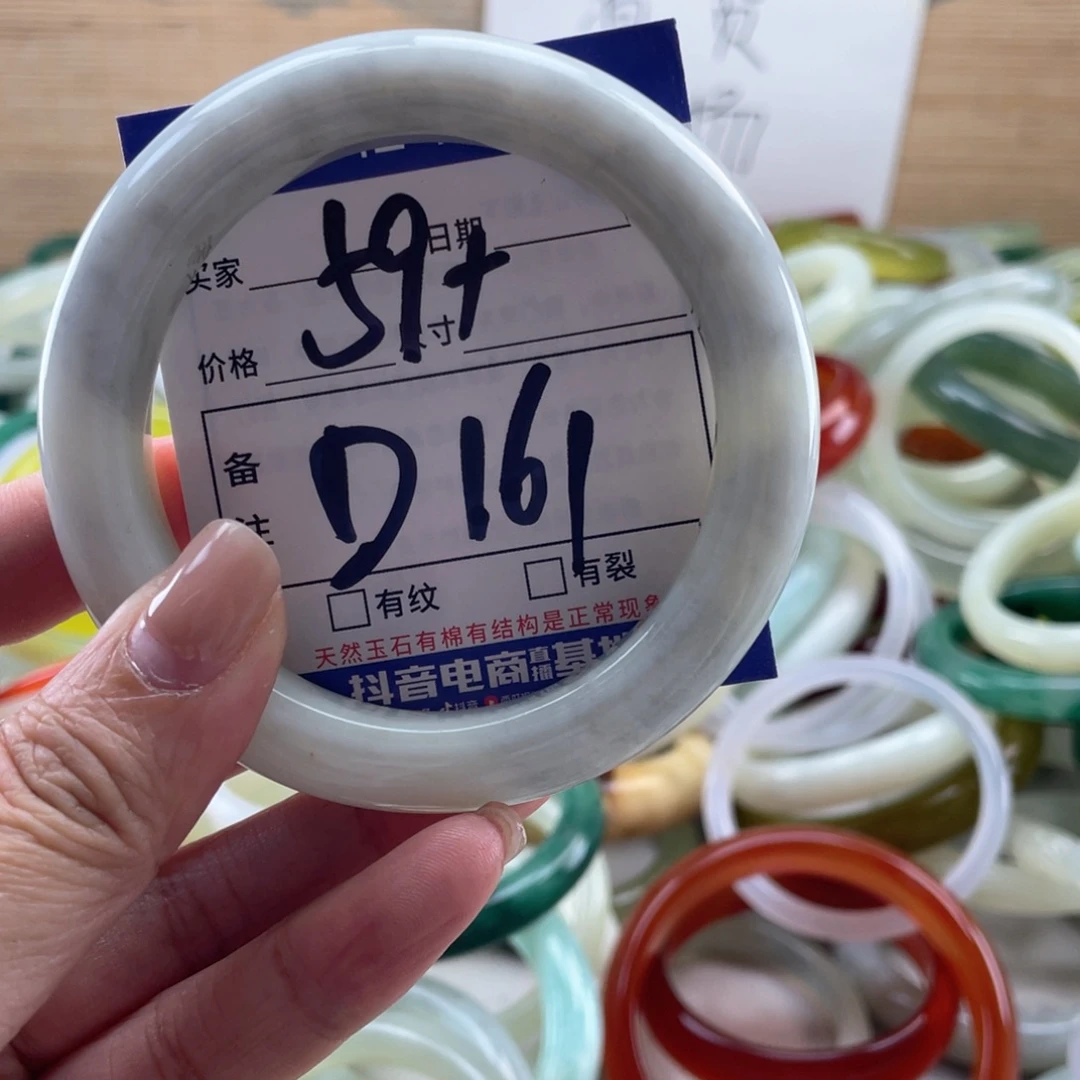 买家 日期
59+
价格 寸
备
注
D161
有纹 有裂
天然玉石有棉有结构是正常现象
抖音电商直播基地